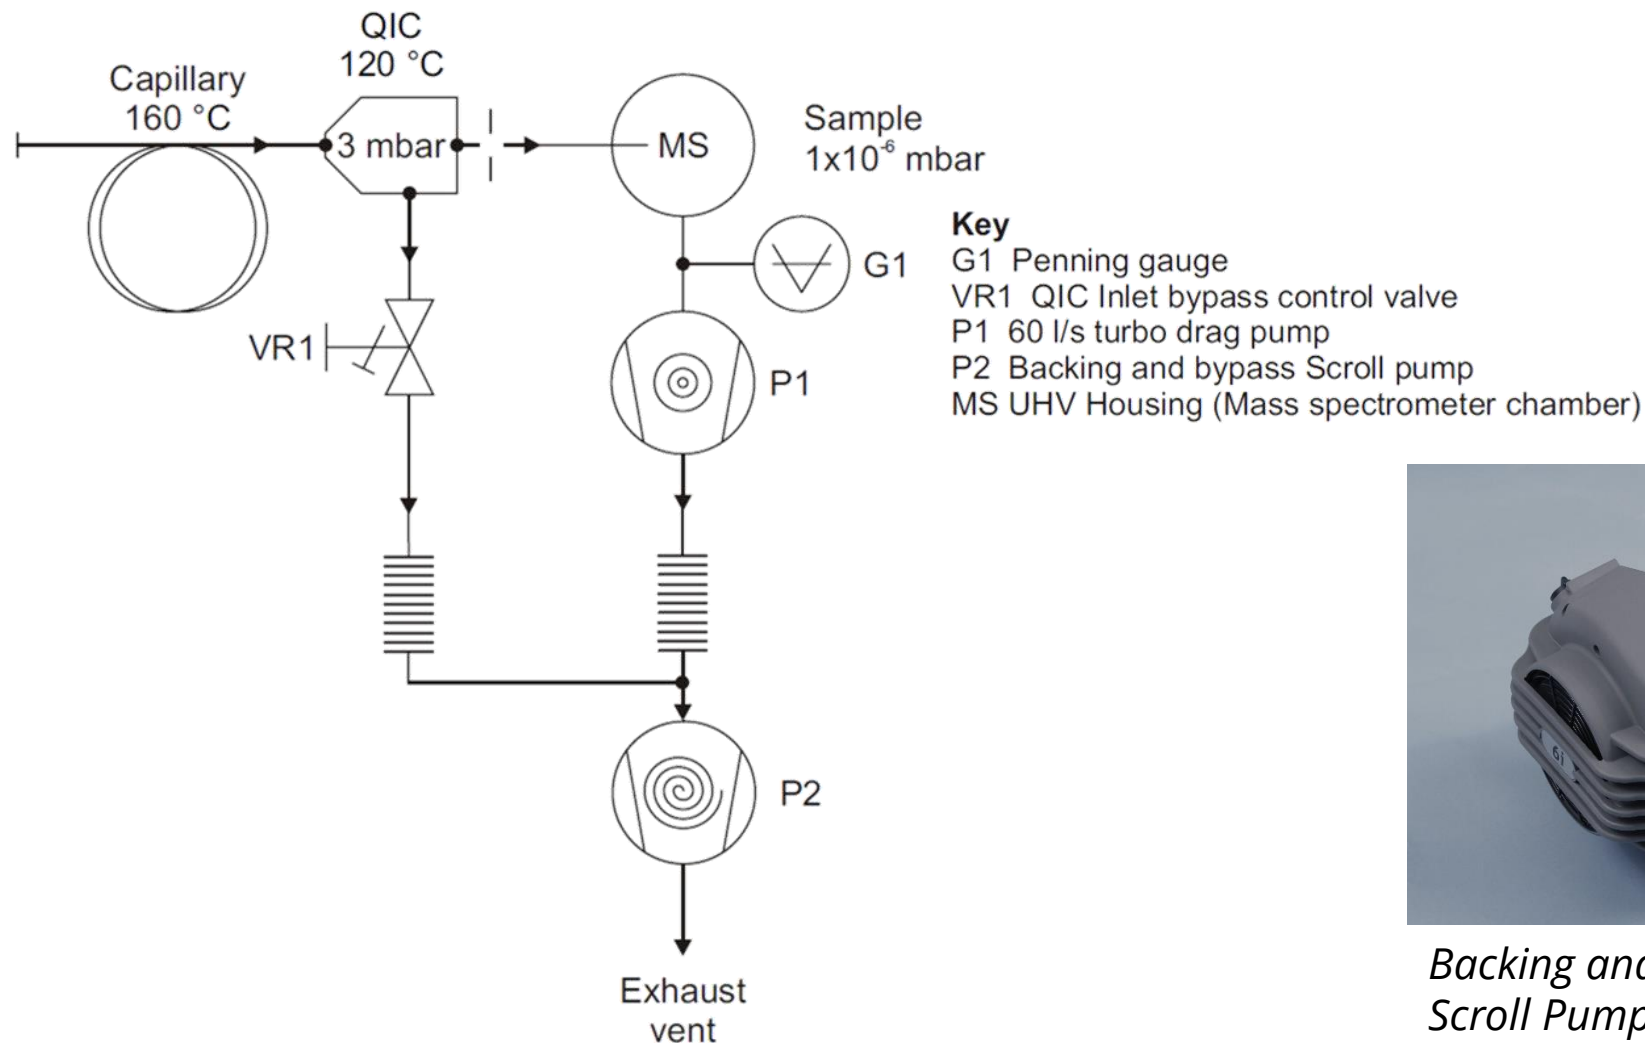 QIC
120 °C
Capillary
160 °C
3 mbar
MS
Sample
1x10⁻⁶ mbar
G1
VR1
P1
P2
Exhaust
vent
Key
G1 Penning gauge
VR1 QIC Inlet bypass control valve
P1 60 l/s turbo drag pump
P2 Backing and bypass Scroll pump
MS UHV Housing (Mass spectrometer chamber)
6i
Backing and
Scroll Pump